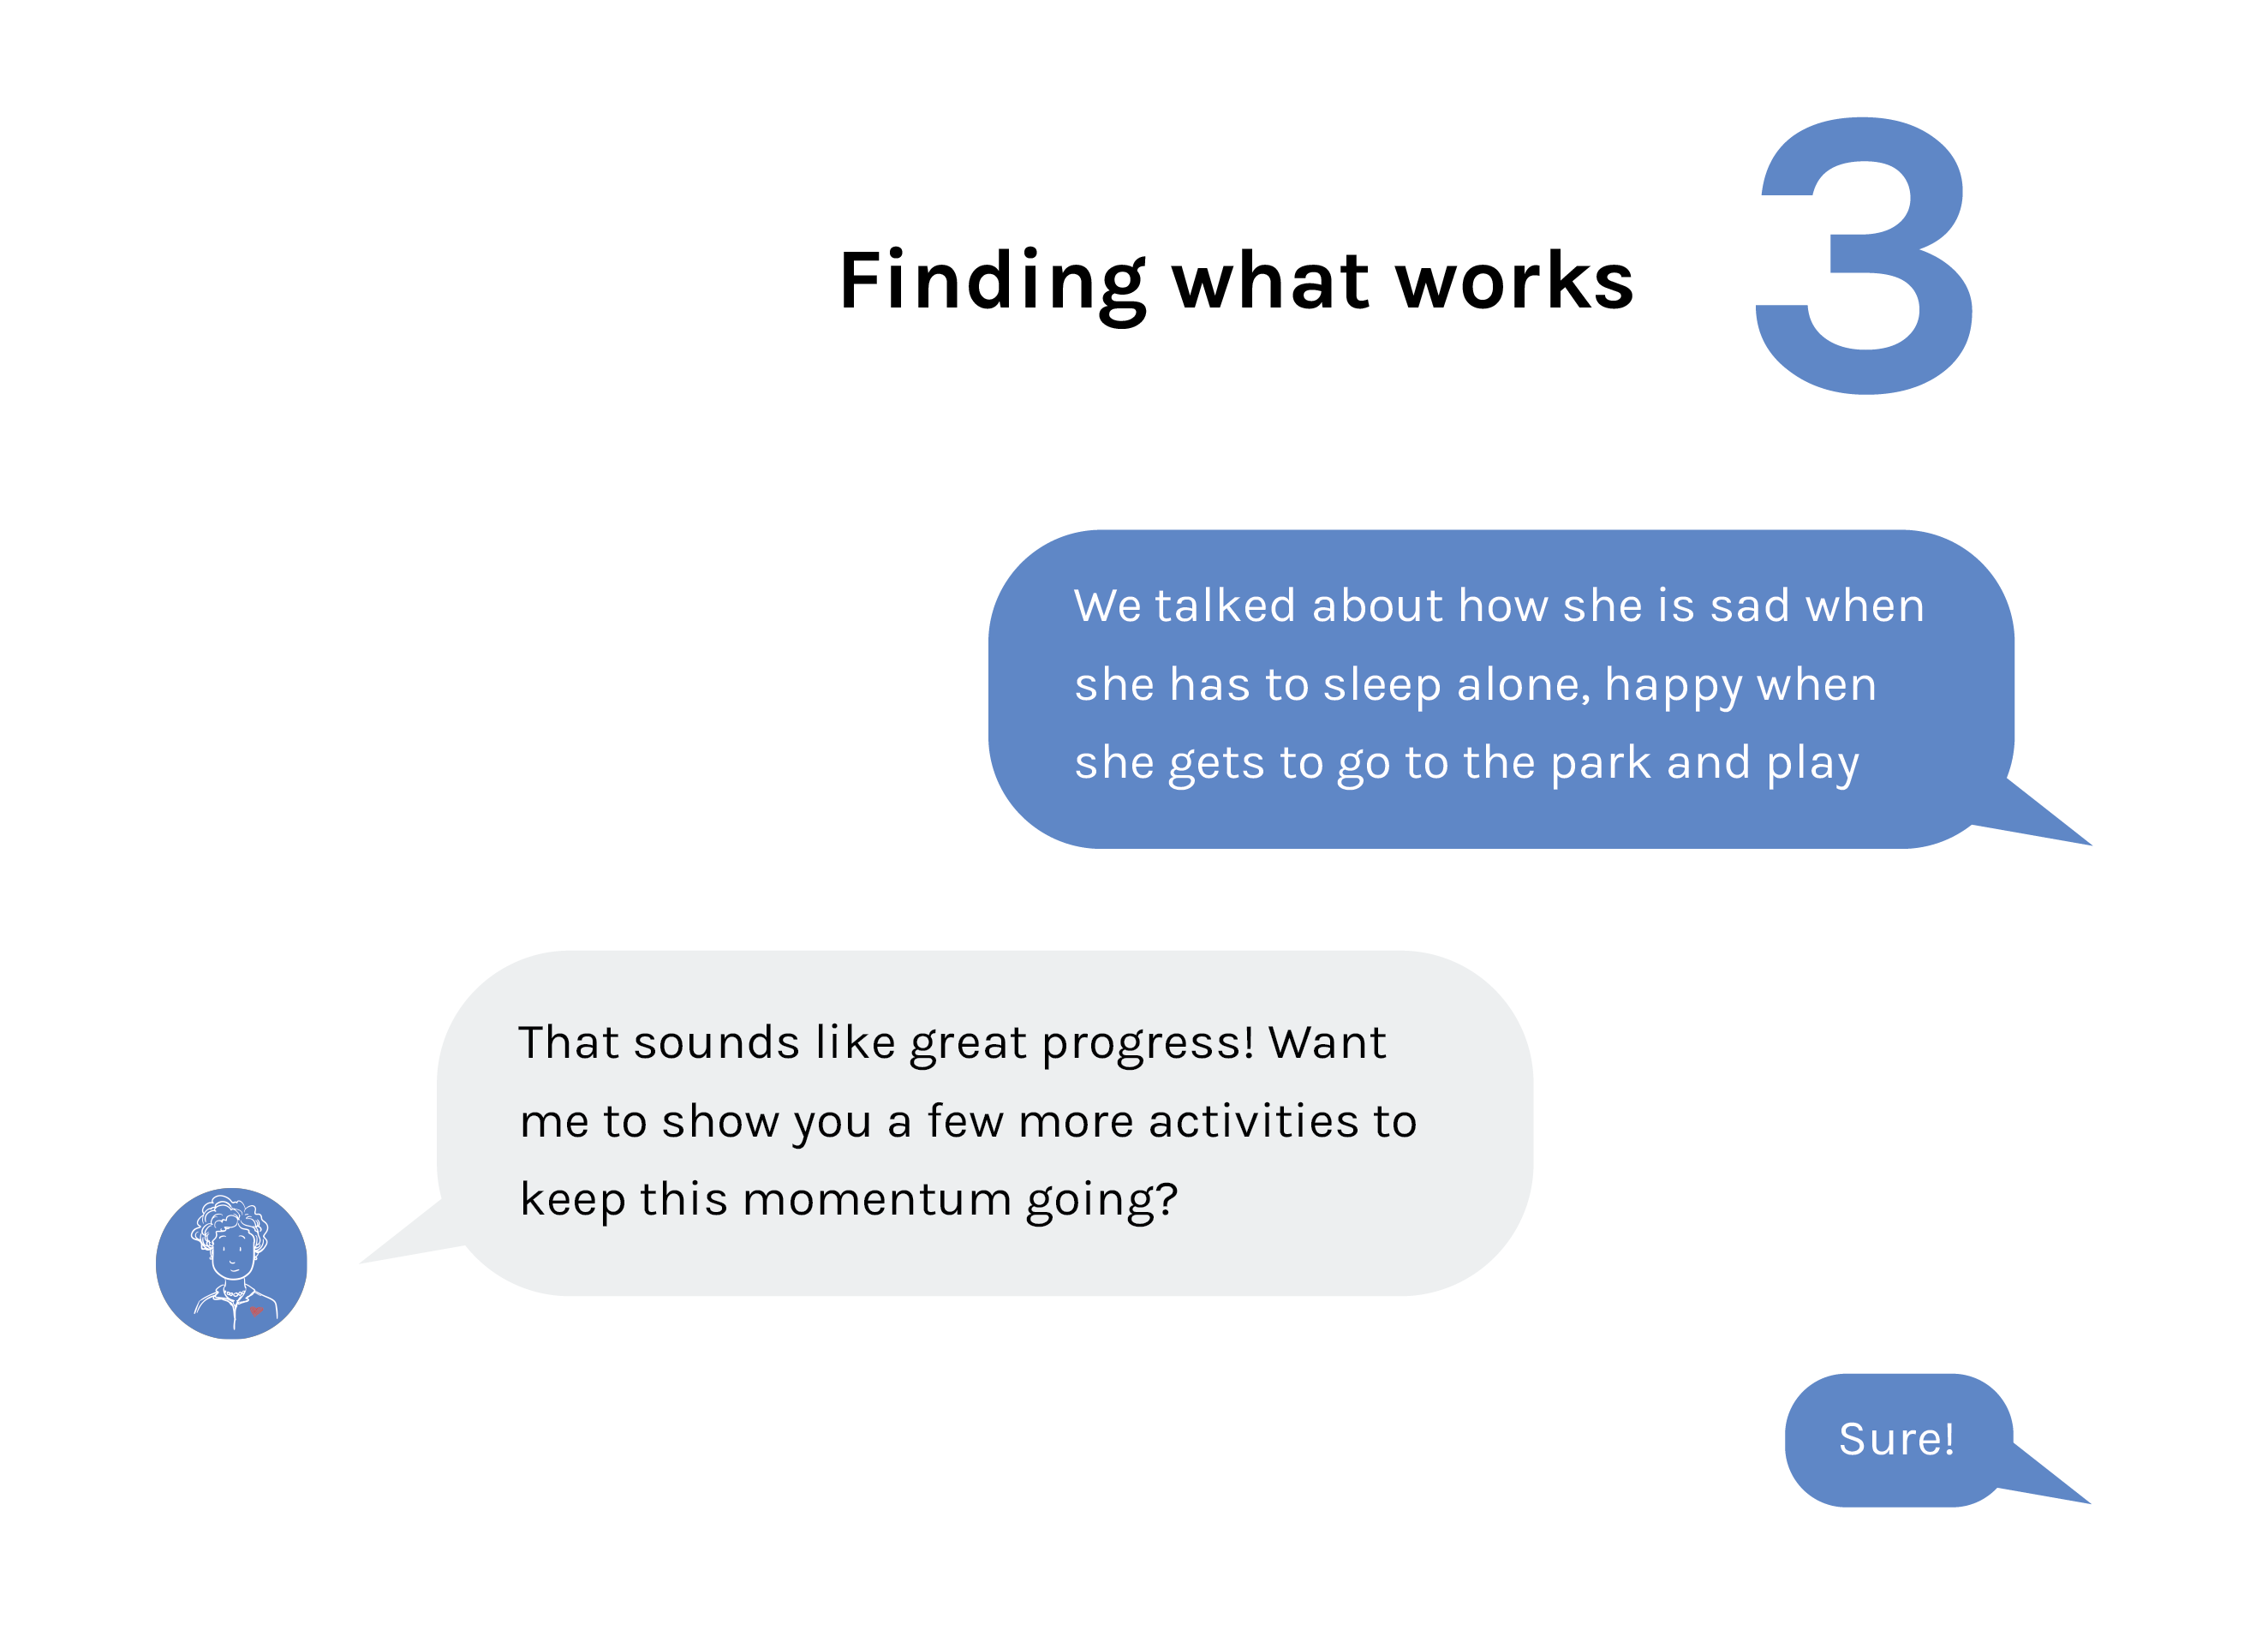 3
Finding what works
We talked about how she is sad when
she has to sleep alone, happy when
she gets to go to the park and play
That sounds like great progress! Want
me to show you a few more activities to
keep this momentum going?
Sure!